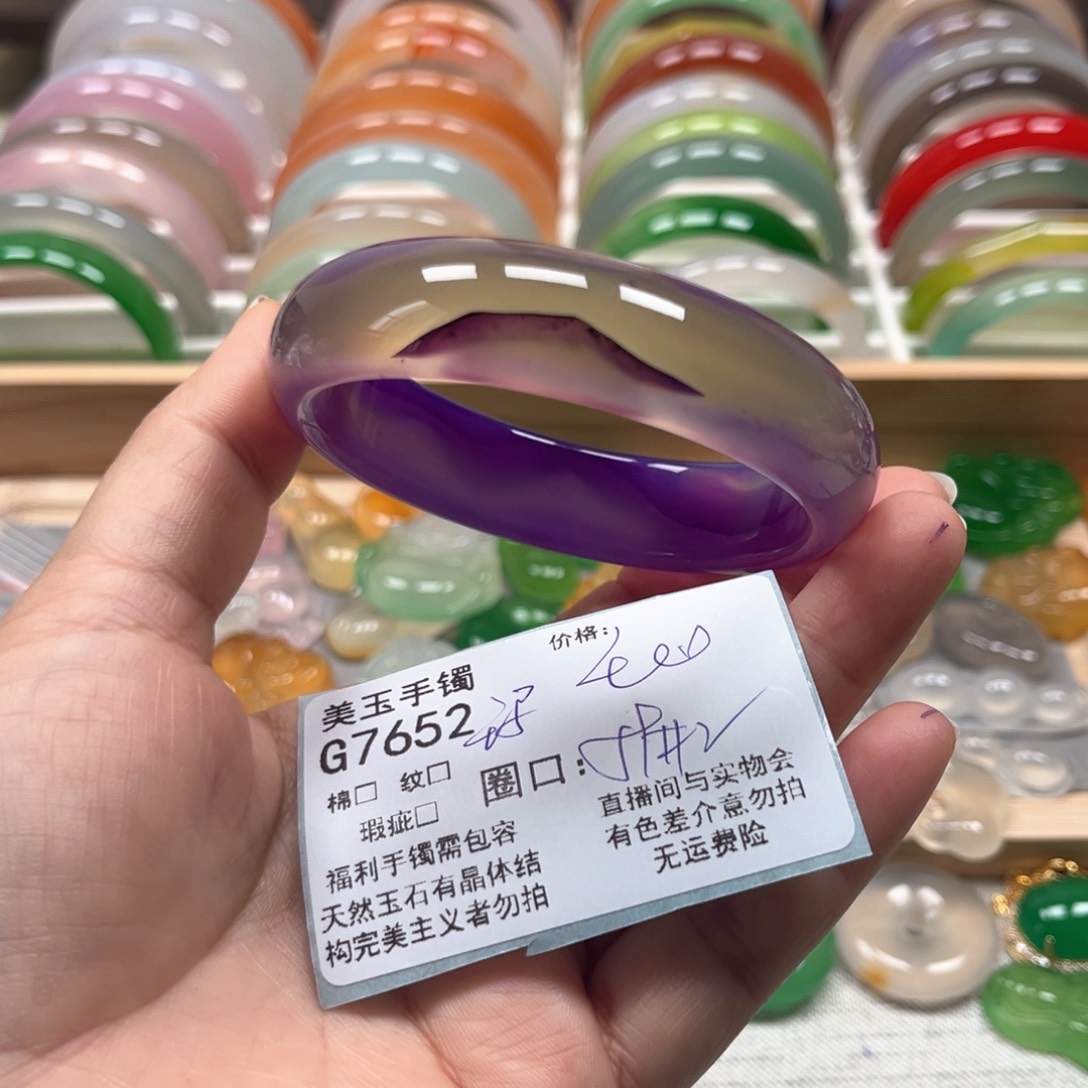 价格:
美玉手镯
G7652
棉□ 纹□ 圈口:
瑕疵□
福利手镯需包容
天然玉石有晶体结
构完美主义者勿拍
直播间与实物会
有色差介意勿拍
无运费险